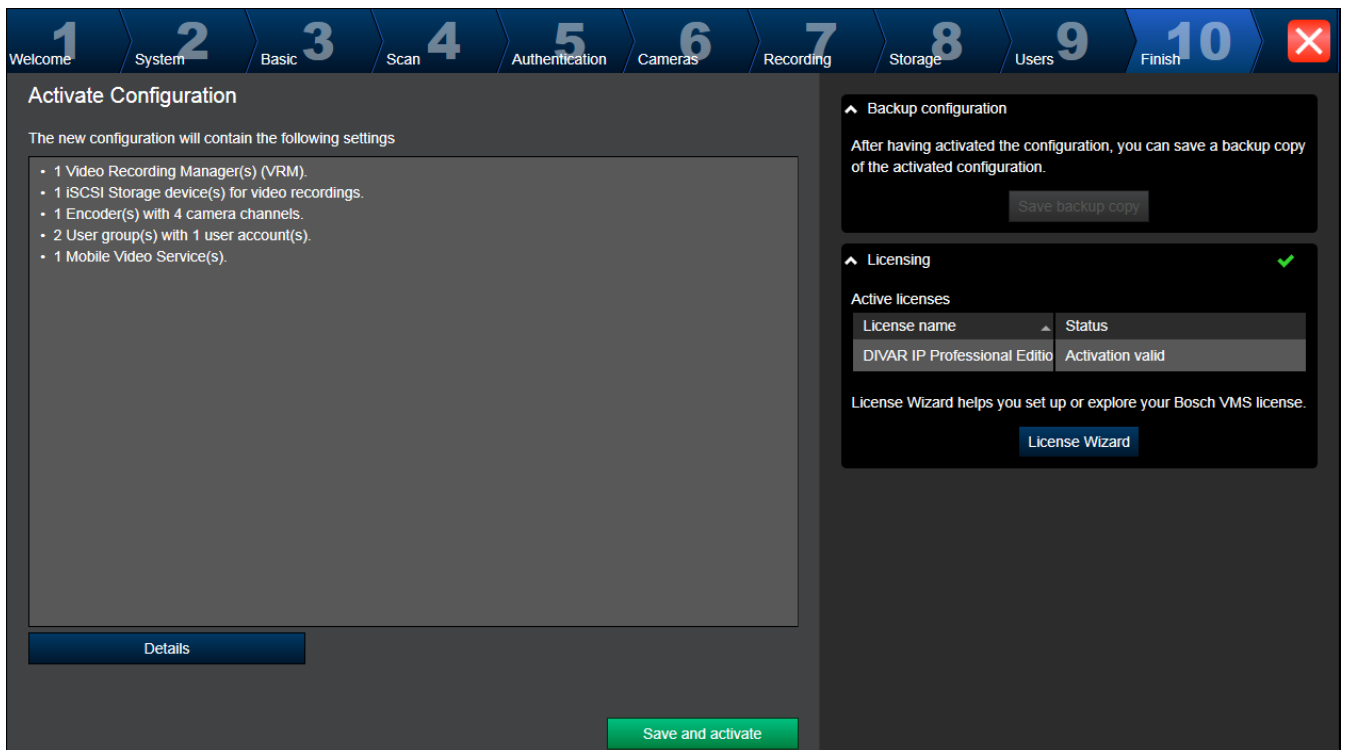 1 Welcome
2 System
3 Basic
4 Scan
5 Authentication
6 Cameras
7 Recording
8 Storage
9 Users
10 Finish
Activate Configuration
The new configuration will contain the following settings
• 1 Video Recording Manager(s) (VRM).
• 1 iSCSI Storage device(s) for video recordings.
• 1 Encoder(s) with 4 camera channels.
• 2 User group(s) with 1 user account(s).
• 1 Mobile Video Service(s).
Details
Save and activate
Backup configuration
After having activated the configuration, you can save a backup copy
of the activated configuration.
Save backup copy
Licensing
Active licenses
License name Status
DIVAR IP Professional Editio Activation valid
License Wizard helps you set up or explore your Bosch VMS license.
License Wizard